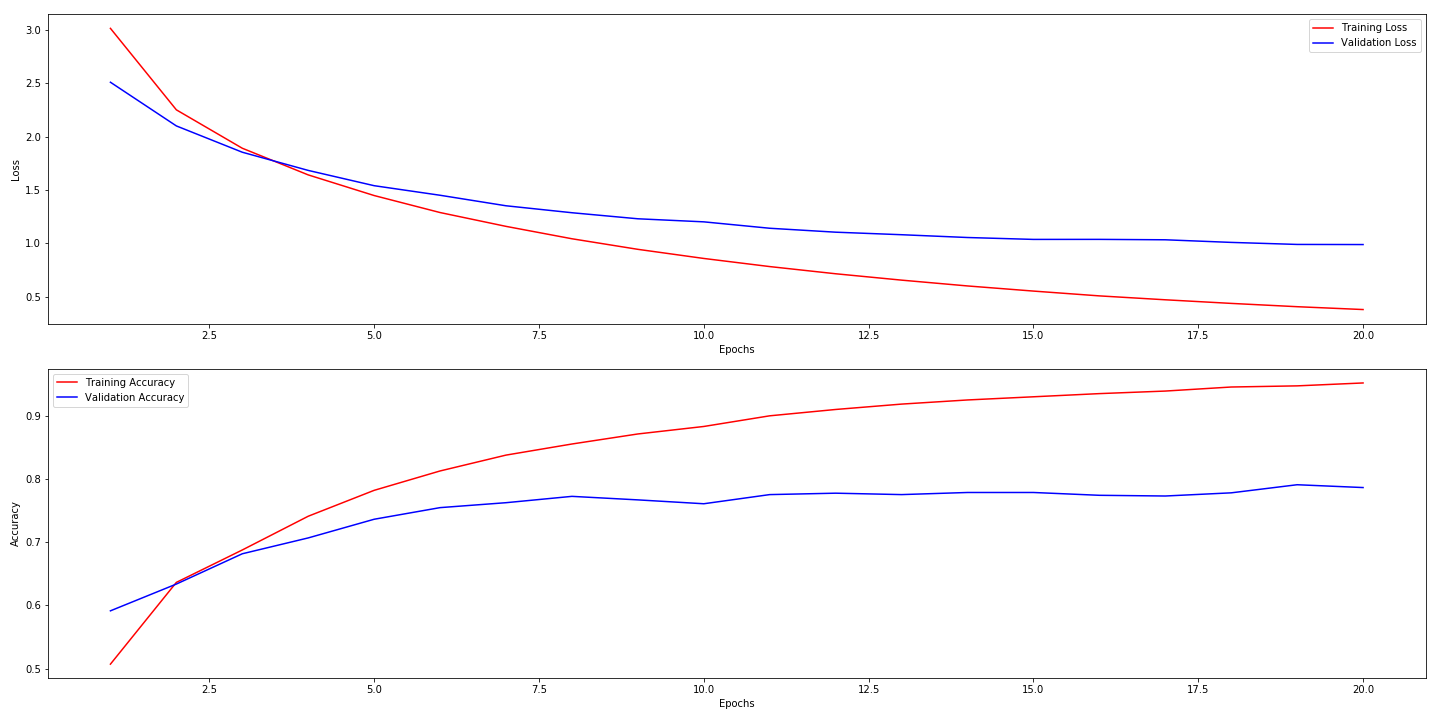 3.0
2.5
2.0
1.5
1.0
0.5
Loss
Training Loss
Validation Loss
2.5 5.0 7.5 10.0 12.5 15.0 17.5 20.0
Epochs
Training Accuracy
Validation Accuracy
0.9
0.8
0.7
0.6
0.5
Accuracy
2.5 5.0 7.5 10.0 12.5 15.0 17.5 20.0
Epochs